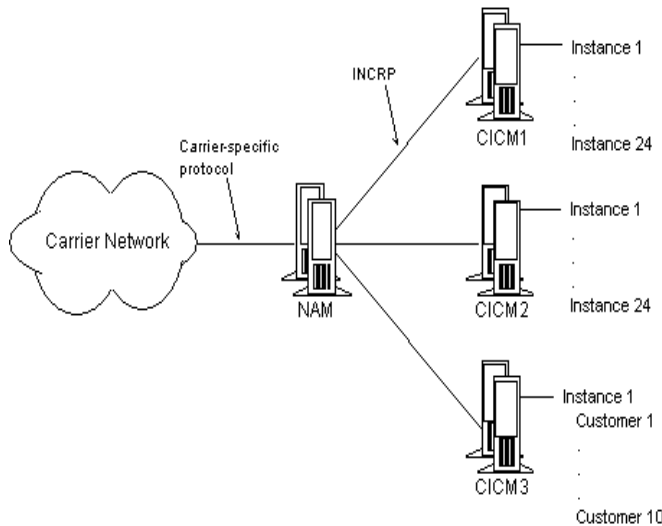 INCRP
Instance 1
.
.
.
Instance 24
CICM1
Carrier-specific
protocol
Carrier Network
NAM
Instance 1
.
.
.
Instance 24
CICM2
Instance 1
Customer 1
.
.
.
Customer 10
CICM3